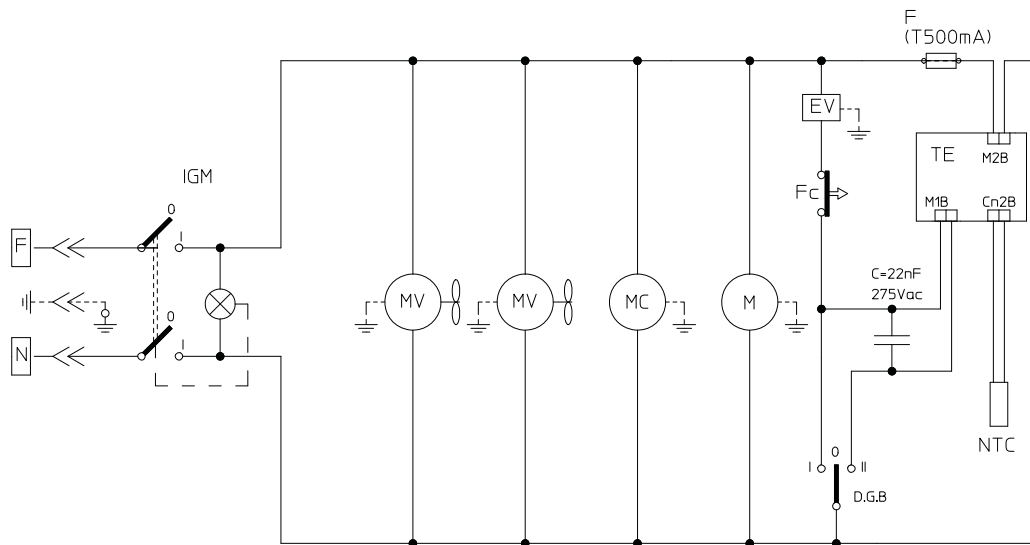 F
(T500mA)
EV
TE
M2B
IGM
Fc
M1B
Cn2B
0
I
F
C=22nF
275Vac
MV
MV
MC
M
0
I
N
NTC
0
I
II
D.G.B